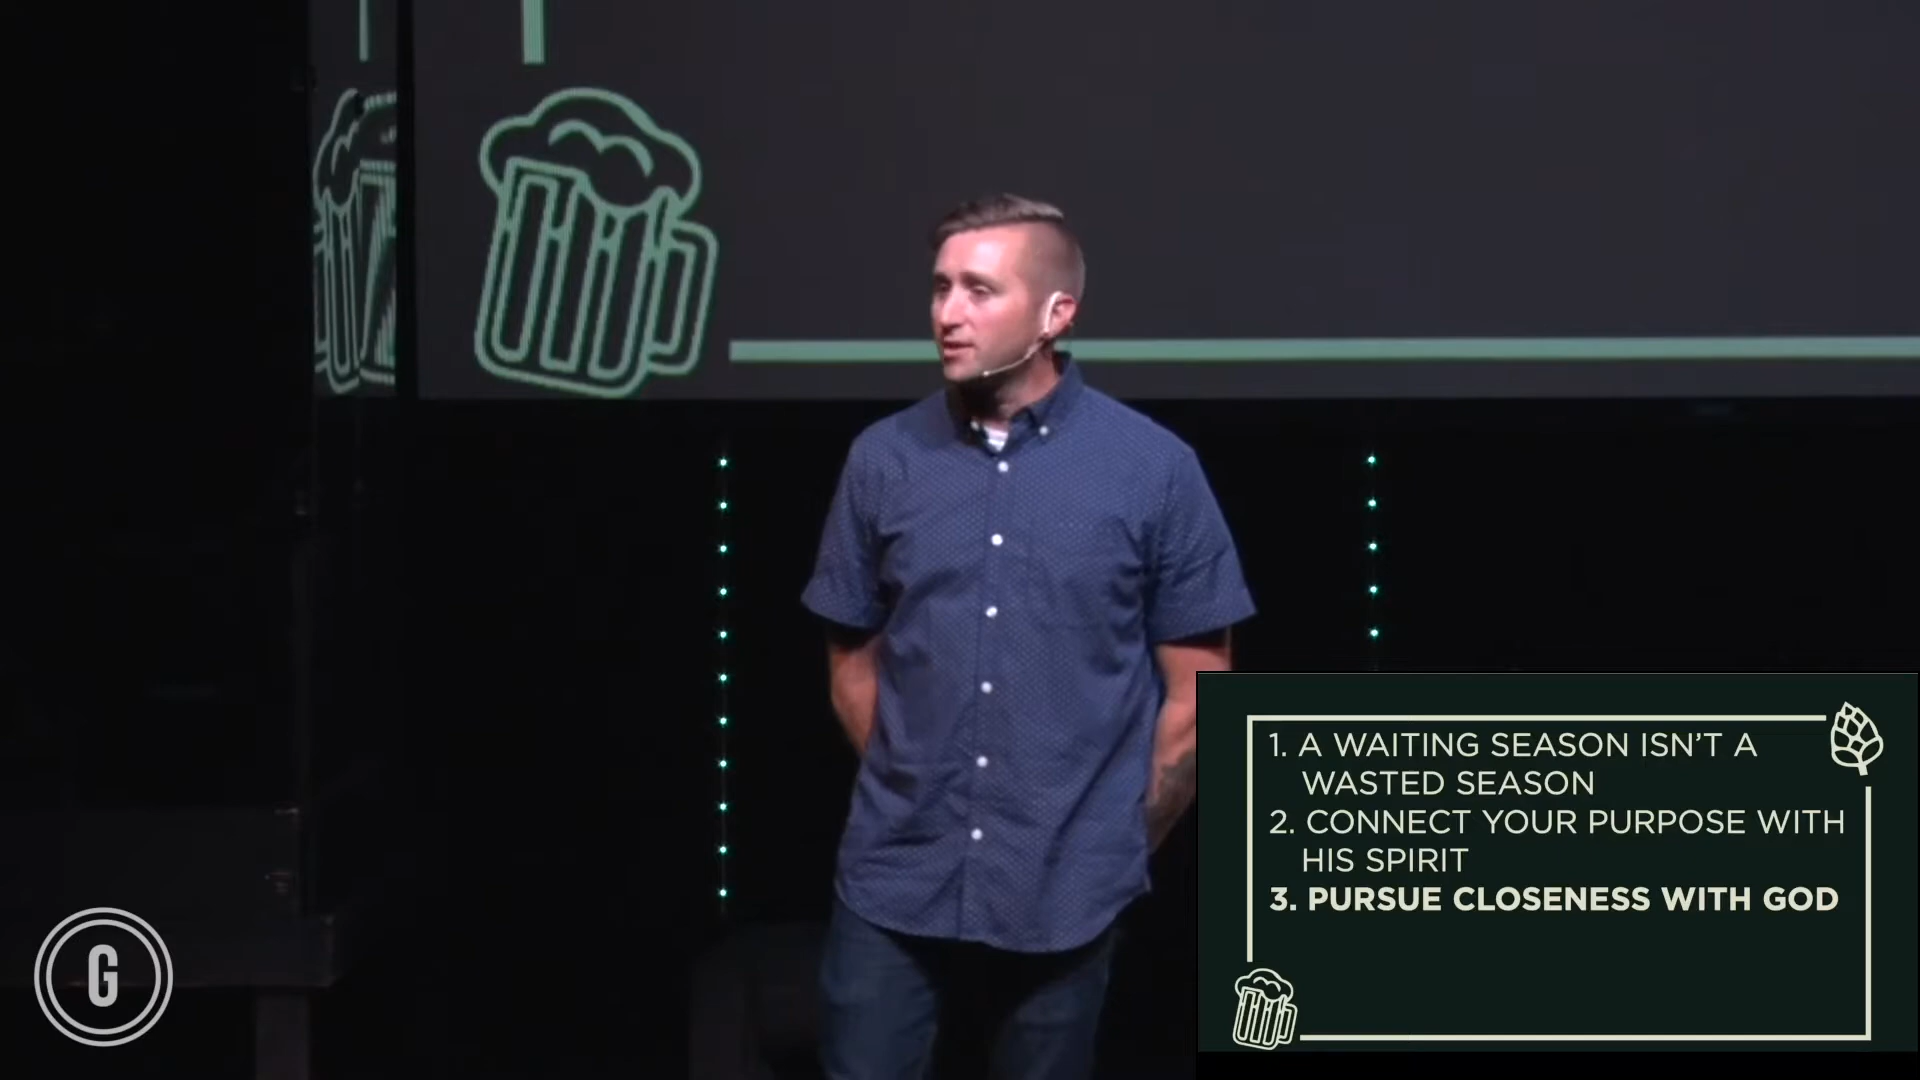 1. A WAITING SEASON ISN'T A
WASTED SEASON
2. CONNECT YOUR PURPOSE WITH
HIS SPIRIT
3. PURSUE CLOSENESS WITH GOD
G